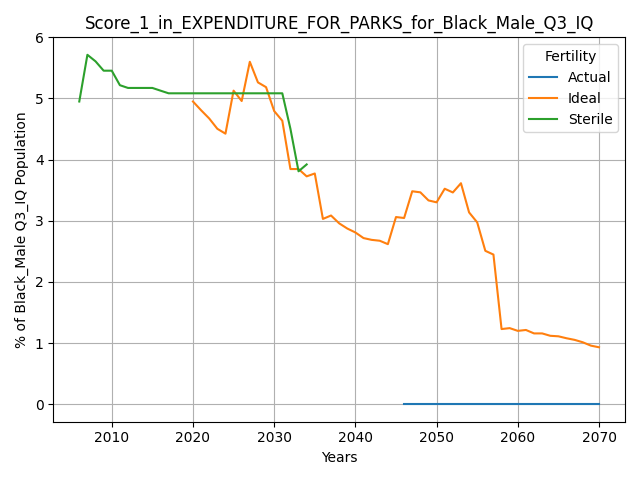 Score_1_in_EXPENDITURE_FOR_PARKS_for_Black_Male_Q3_IQ
% of Black_Male Q3_IQ Population
6
5
4
3
2
1
0
Fertility
Actual
Ideal
Sterile
2010 2020 2030 2040 2050 2060 2070
Years